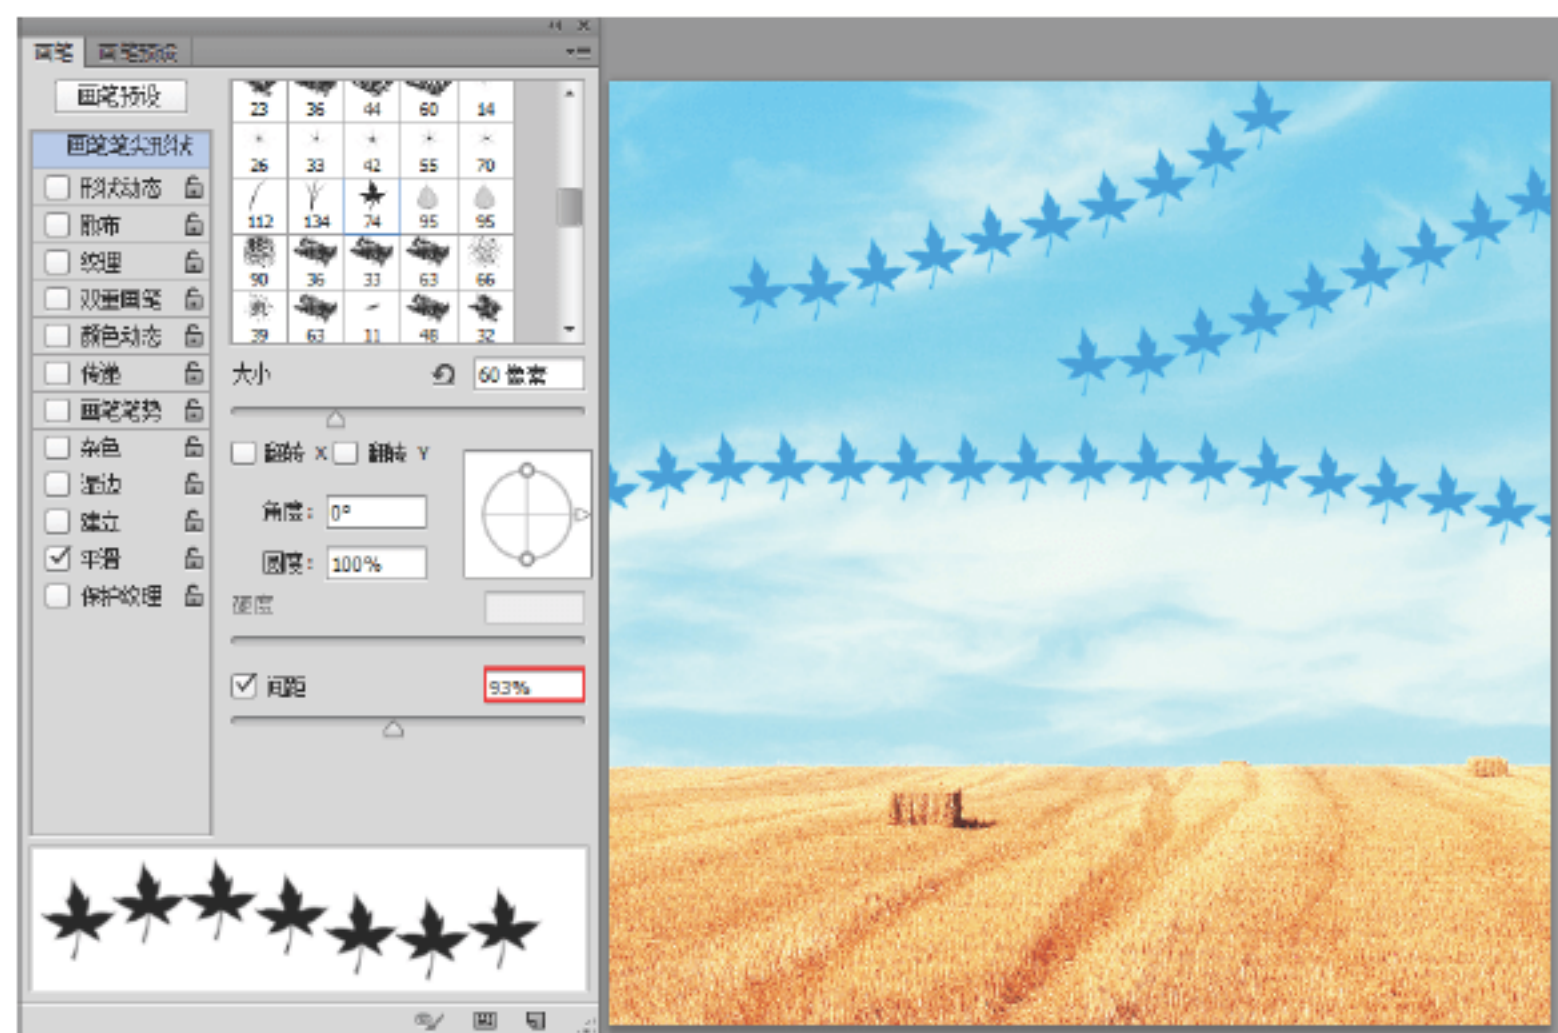 画笔 画笔预设
画笔预设
画笔笔尖形状
形状动态
散布
纹理
双重画笔
颜色动态
传递
画笔笔势
杂色
湿边
建立
平滑
保护纹理
23 36 44 60 14
26 33 42 55 70
112 134 74 95 95
90 36 33 63 66
39 63 11 48 32
大小 60 像素
翻转 X 翻转 Y
角度: 0°
圆度: 100%
硬度
间距 93%